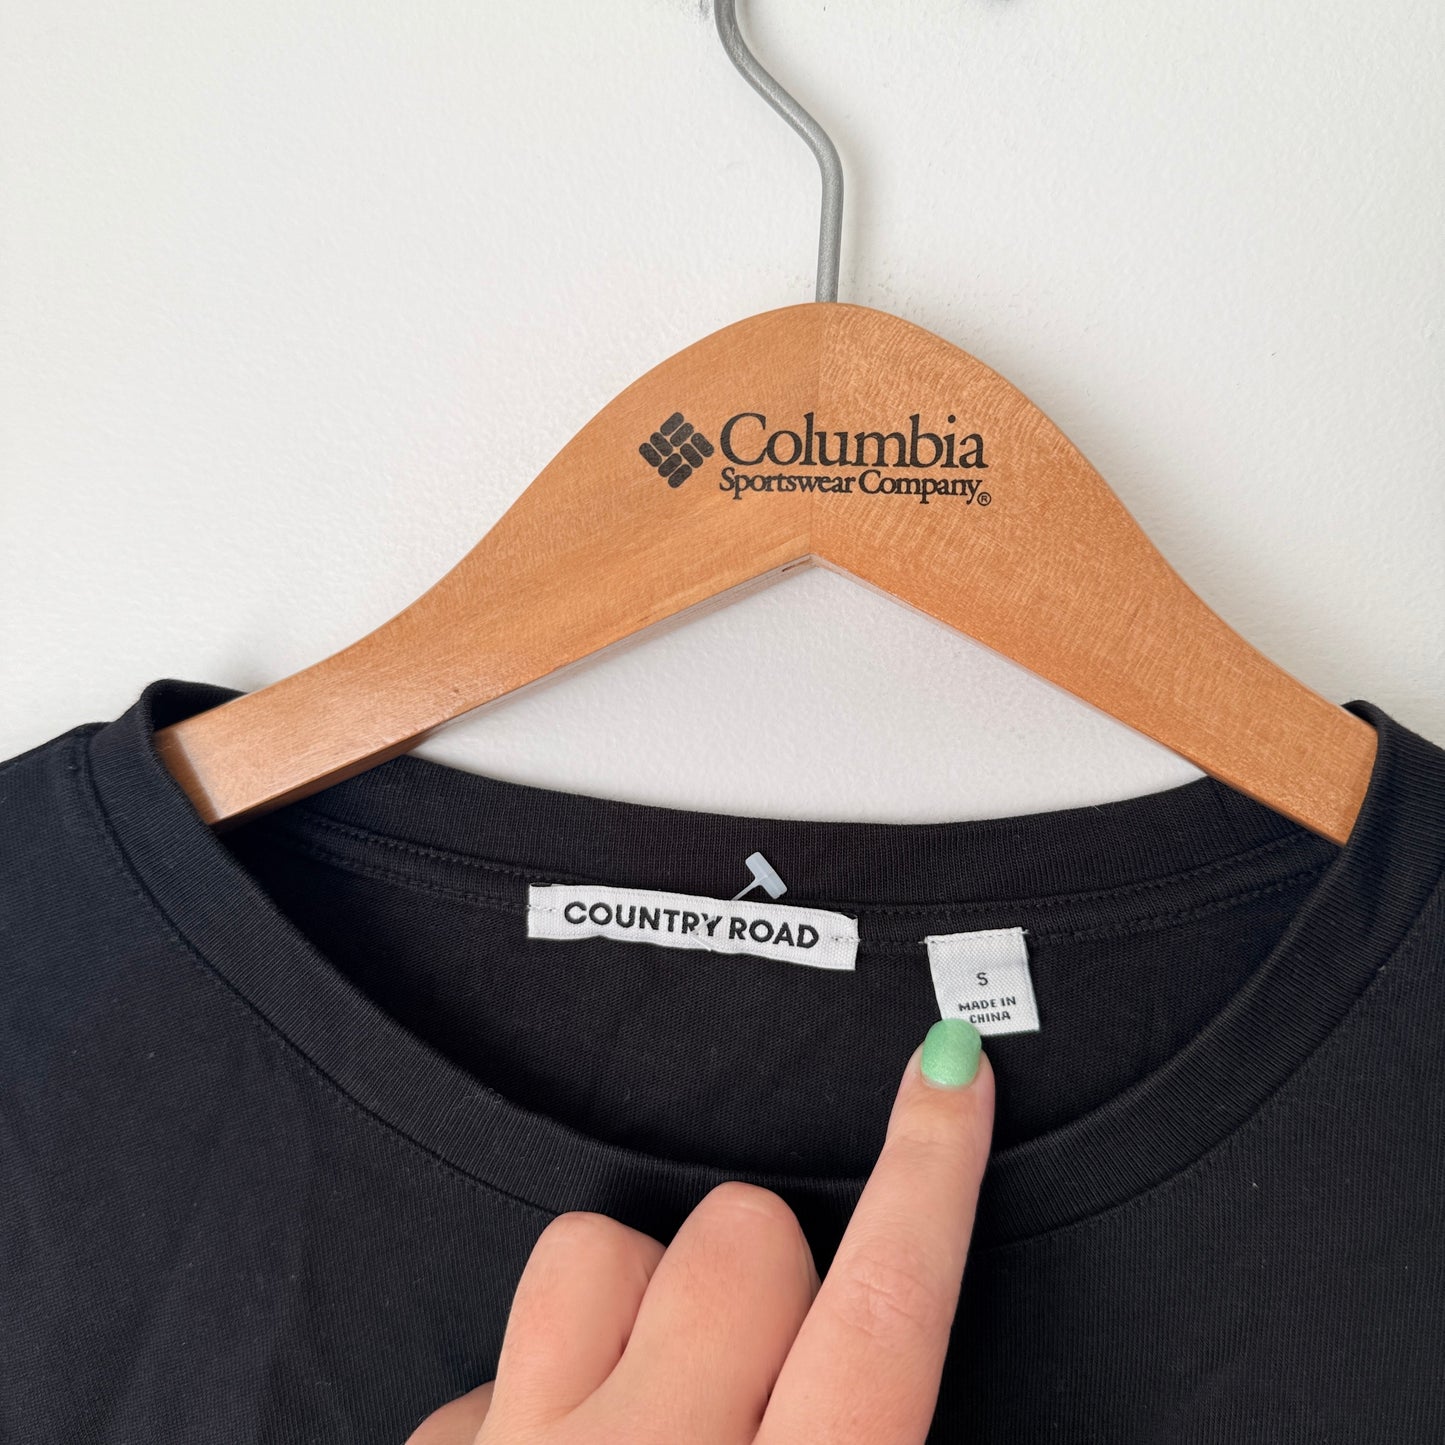 Columbia
Sportswear Company®
COUNTRY ROAD
S
MADE IN
CHINA